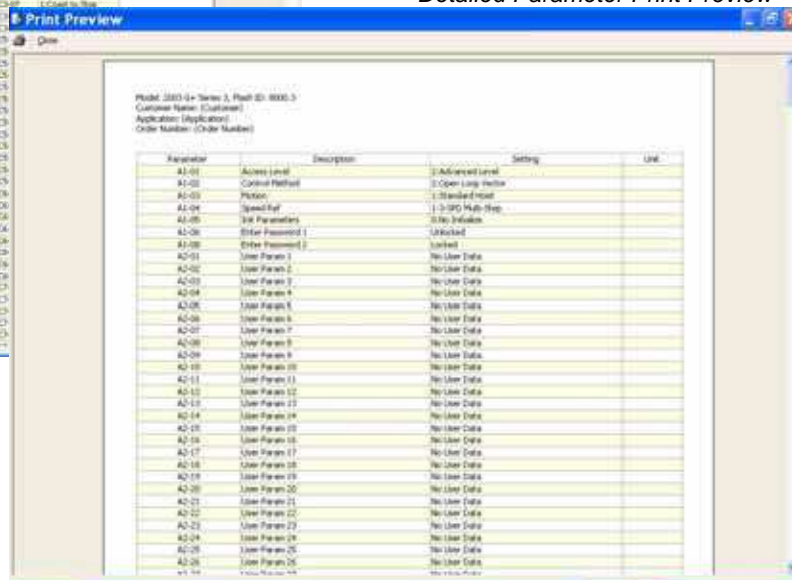 Detailed Parameter Print Preview
1:Coast to Stop
Print Preview
Close
Model: 2003 G+ Series 3, Flash ID: 8000.3
Customer Name: (Customer)
Application: (Application)
Order Number: (Order Number)
Parameter Description Setting Unit
A1-01 Access Level 2:Advanced Level
A1-02 Control Method 2:Open Loop Vector
A1-03 Motion 1:Standard Hoist
A1-04 Speed Ref 1-3-SPD Multi-Step
A1-05 Init Parameters 0:No Initialize
A1-06 Enter Password 1 Unlocked
A1-08 Enter Password 2 Locked
A2-01 User Param 1 No User Data
A2-02 User Param 2 No User Data
A2-03 User Param 3 No User Data
A2-04 User Param 4 No User Data
A2-05 User Param 5 No User Data
A2-06 User Param 6 No User Data
A2-07 User Param 7 No User Data
A2-08 User Param 8 No User Data
A2-09 User Param 9 No User Data
A2-10 User Param 10 No User Data
A2-11 User Param 11 No User Data
A2-12 User Param 12 No User Data
A2-13 User Param 13 No User Data
A2-14 User Param 14 No User Data
A2-15 User Param 15 No User Data
A2-16 User Param 16 No User Data
A2-17 User Param 17 No User Data
A2-18 User Param 18 No User Data
A2-19 User Param 19 No User Data
A2-20 User Param 20 No User Data
A2-21 User Param 21 No User Data
A2-22 User Param 22 No User Data
A2-23 User Param 23 No User Data
A2-24 User Param 24 No User Data
A2-25 User Param 25 No User Data
A2-26 User Param 26 No User Data